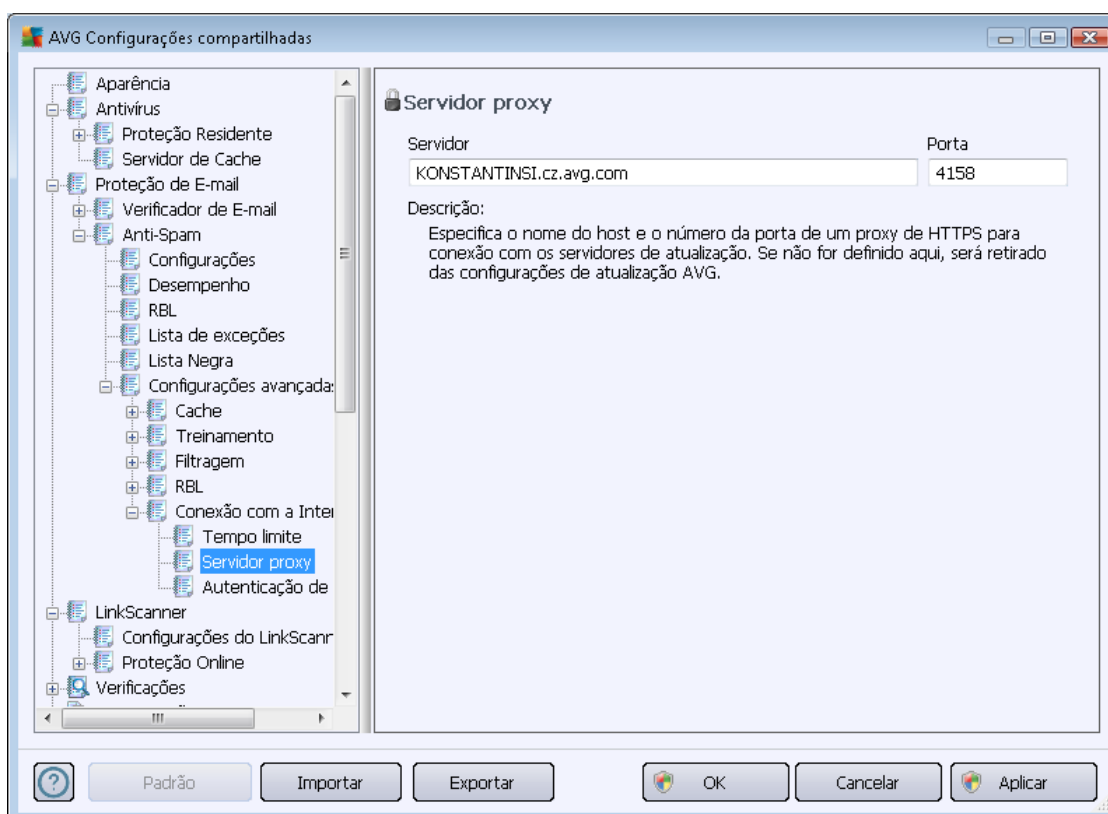 AVG Configurações compartilhadas
Aparência
Antivírus
Proteção Residente
Servidor de Cache
Proteção de E-mail
Verificador de E-mail
Anti-Spam
Configurações
Desempenho
RBL
Lista de exceções
Lista Negra
Configurações avançada
Cache
Treinamento
Filtragem
RBL
Conexão com a Inter
Tempo limite
Servidor proxy
Autenticação de
LinkScanner
Configurações do LinkScanr
Proteção Online
Verificações
Servidor proxy
Servidor Porta
KONSTANTINSI.cz.avg.com 4158
Descrição:
Especifica o nome do host e o número da porta de um proxy de HTTPS para
conexão com os servidores de atualização. Se não for definido aqui, será retirado
das configurações de atualização AVG.
Padrão Importar Exportar OK Cancelar Aplicar